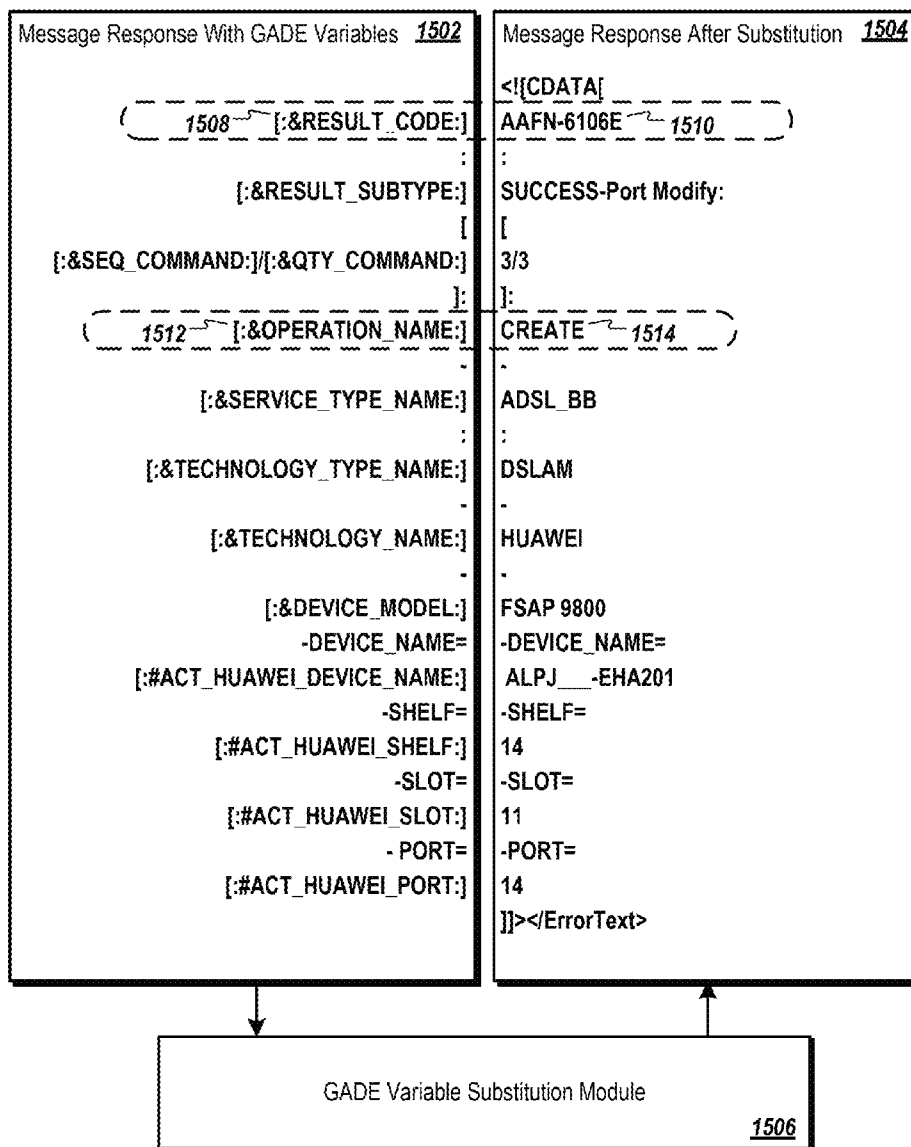 Message Response With GADE Variables 1502
1508 [:&RESULT_CODE:]
:
[:&RESULT_SUBTYPE:]
[
[:&SEQ_COMMAND:]/[:&QTY_COMMAND:]
]:
1512 [:&OPERATION_NAME:]
-
[:&SERVICE_TYPE_NAME:]
:
[:&TECHNOLOGY_TYPE_NAME:]
-
[:&TECHNOLOGY_NAME:]
-
[:&DEVICE_MODEL:]
-DEVICE_NAME=
[:#ACT_HUAWEI_DEVICE_NAME:]
-SHELF=
[:#ACT_HUAWEI_SHELF:]
-SLOT=
[:#ACT_HUAWEI_SLOT:]
- PORT=
[:#ACT_HUAWEI_PORT:]
Message Response After Substitution 1504
<![CDATA[
AAFN-6106E 1510
:
SUCCESS-Port Modify:
[
3/3
]:
CREATE 1514
-
ADSL_BB
:
DSLAM
-
HUAWEI
-
FSAP 9800
-DEVICE_NAME=
ALPJ___-EHA201
-SHELF=
14
-SLOT=
11
-PORT=
14
]]></ErrorText>
GADE Variable Substitution Module
1506